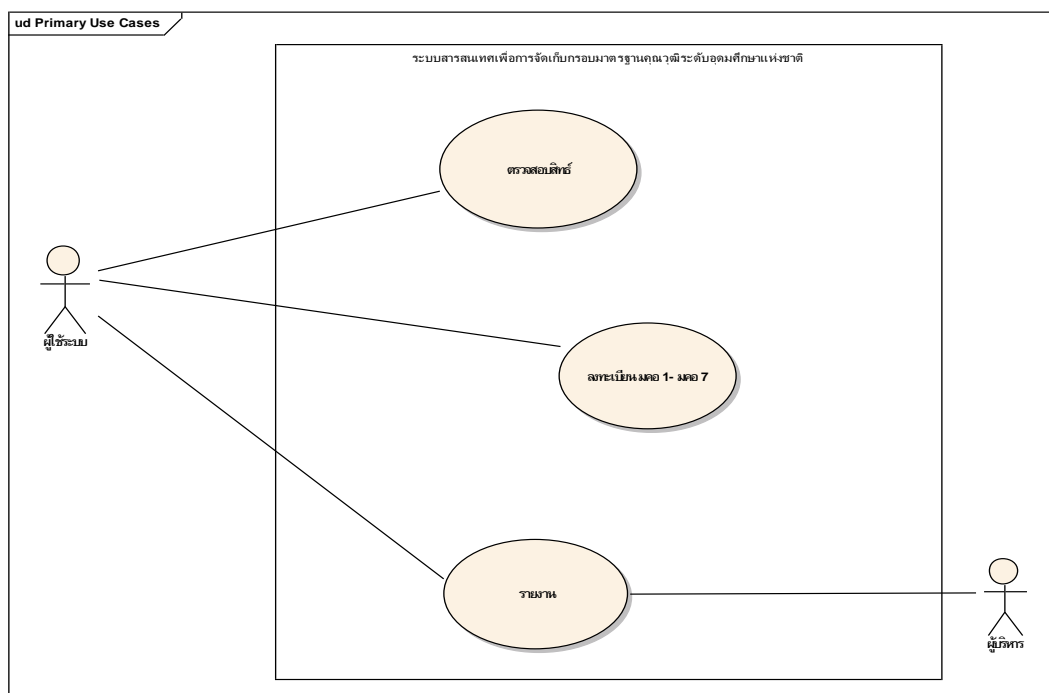 ud Primary Use Cases
ระบบสารสนเทศเพื่อการจัดเก็บกรอบมาตรฐานคุณวุฒิระดับอุดมศึกษาแห่งชาติ
ตรวจสอบสิทธ์
ผู้ใช้ระบบ
ลงทะเบียน มคอ 1- มคอ 7
รายงาน
ผู้บริหาร